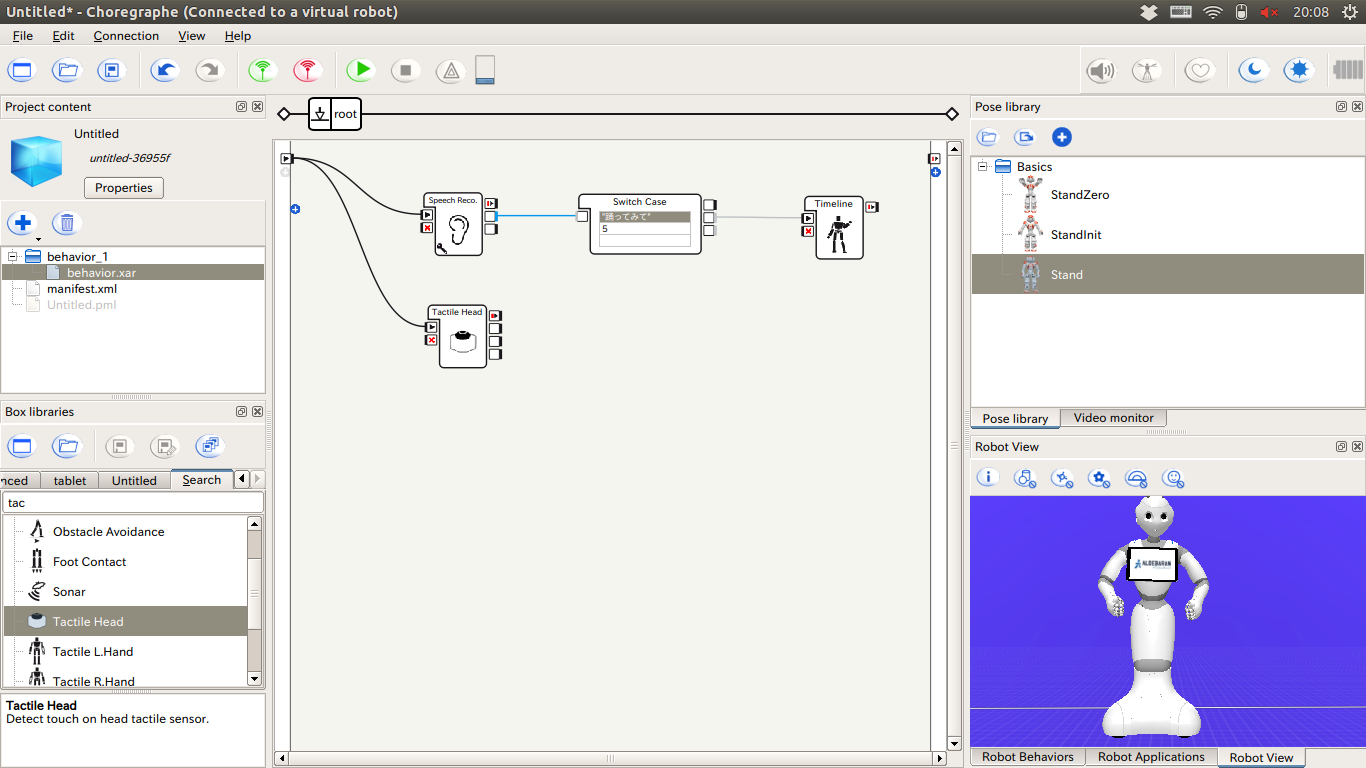 Untitled* - Choregraphe (Connected to a virtual robot)
20:08
File Edit Connection View Help
Project content
Untitled
untitled-36955f
Properties
behavior_1
behavior.xar
manifest.xml
Untitled.pml
Box libraries
nced tablet Untitled Search
tac
Obstacle Avoidance
Foot Contact
Sonar
Tactile Head
Tactile L.Hand
Tactile R.Hand
Tactile Head
Detect touch on head tactile sensor.
root
Speech Reco.
Switch Case
"踊ってみて"
5
Timeline
Tactile Head
Pose library
Basics
StandZero
StandInit
Stand
Pose library Video monitor
Robot View
ALDEBARAN
Robot Behaviors Robot Applications Robot View